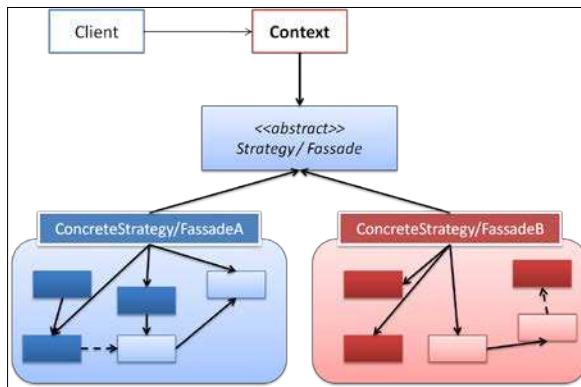 Client
Context
<<abstract>>
Strategy/ Fassade
ConcreteStrategy/FassadeA
ConcreteStrategy/FassadeB